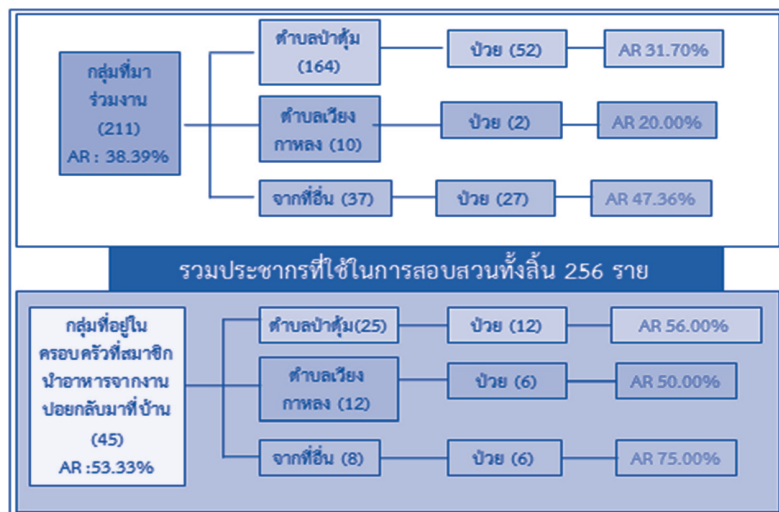 กลุ่มที่มา
ร่วมงาน
(211)
AR : 38.39%
ตำบลป่าตุ้ม
(164)
ป่วย (52)
AR 31.70%
ตำบลเวียง
กาหลง (10)
ป่วย (2)
AR 20.00%
จากที่อื่น (37)
ป่วย (27)
AR 47.36%
รวมประชากรที่ใช้ในการสอบสวนทั้งสิ้น 256 ราย
กลุ่มที่อยู่ใน
ครอบครัวที่สมาชิก
นำอาหารจากงาน
ปอยกลับมาที่บ้าน
(45)
AR :53.33%
ตำบลป่าตุ้ม(25)
ป่วย (12)
AR 56.00%
ตำบลเวียง
กาหลง (12)
ป่วย (6)
AR 50.00%
จากที่อื่น (8)
ป่วย (6)
AR 75.00%